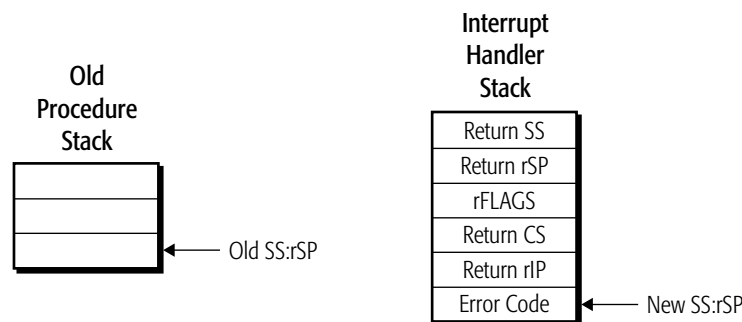 Old
Procedure
Stack
Old SS:rSP
Interrupt
Handler
Stack
Return SS
Return rSP
rFLAGS
Return CS
Return rIP
Error Code
New SS:rSP